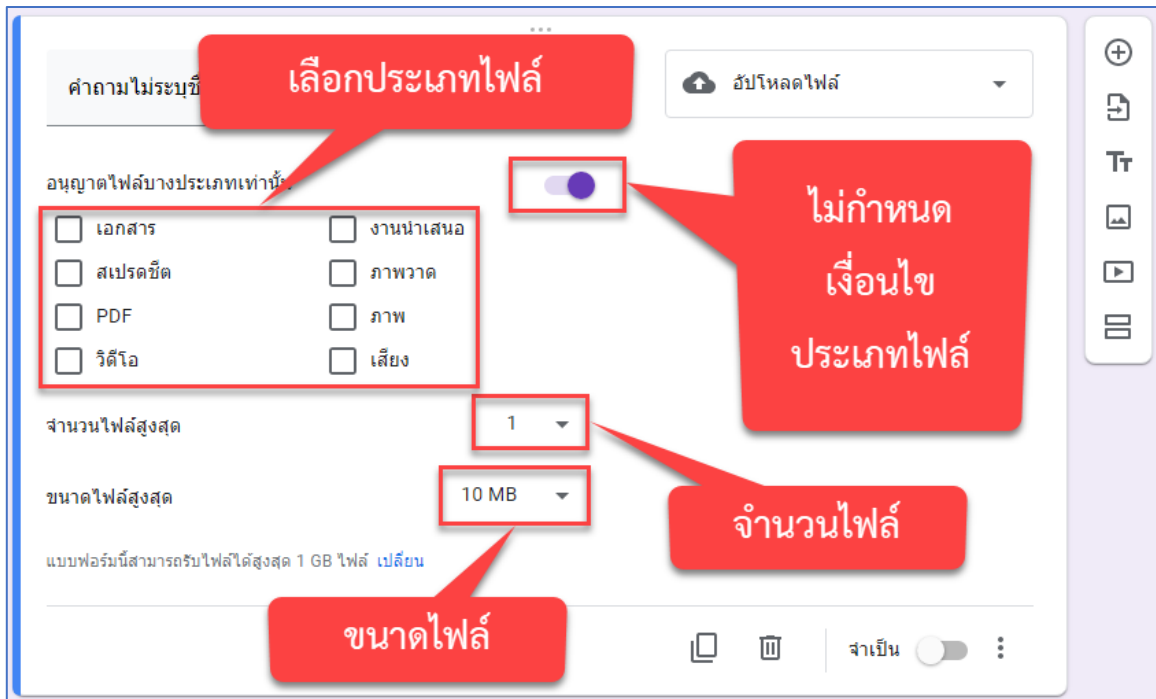 คำถามไม่ระบุ
เลือกประเภทไฟล์
อัปโหลดไฟล์
อนุญาตไฟล์บางประเภทเท่านั้น
ไม่กำหนด
เงื่อนไข
ประเภทไฟล์
เอกสาร
งานนำเสนอ
สเปรดชีต
ภาพวาด
PDF
ภาพ
วิดีโอ
เสียง
จำนวนไฟล์สูงสุด
1
ขนาดไฟล์สูงสุด
10 MB
จำนวนไฟล์
แบบฟอร์มนี้สามารถรับไฟล์ได้สูงสุด 1 GB ไฟล์ เปลี่ยน
ขนาดไฟล์
จำเป็น
Tт